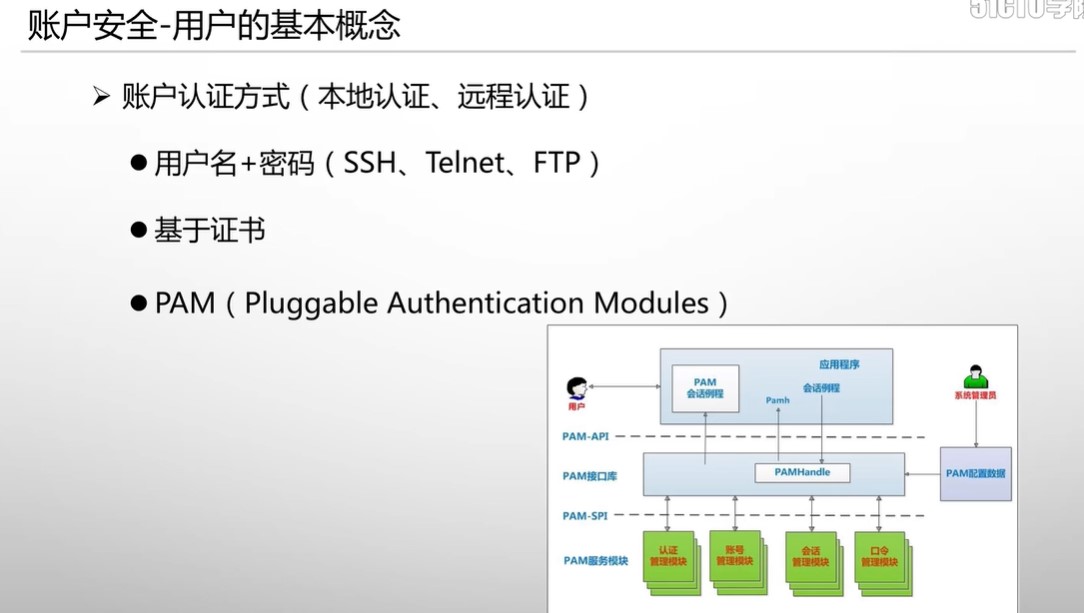 账户安全-用户的基本概念
51CTO学院
➢ 账户认证方式（本地认证、远程认证）
● 用户名+密码（SSH、Telnet、FTP）
● 基于证书
● PAM（Pluggable Authentication Modules）
应用程序
PAM
会话例程
会话例程
Pamh
用户
系统管理员
PAM-API
PAM接口库
PAMHandle
PAM配置数据
PAM-SPI
PAM服务模块
认证
管理模块
账号
管理模块
会话
管理模块
口令
管理模块